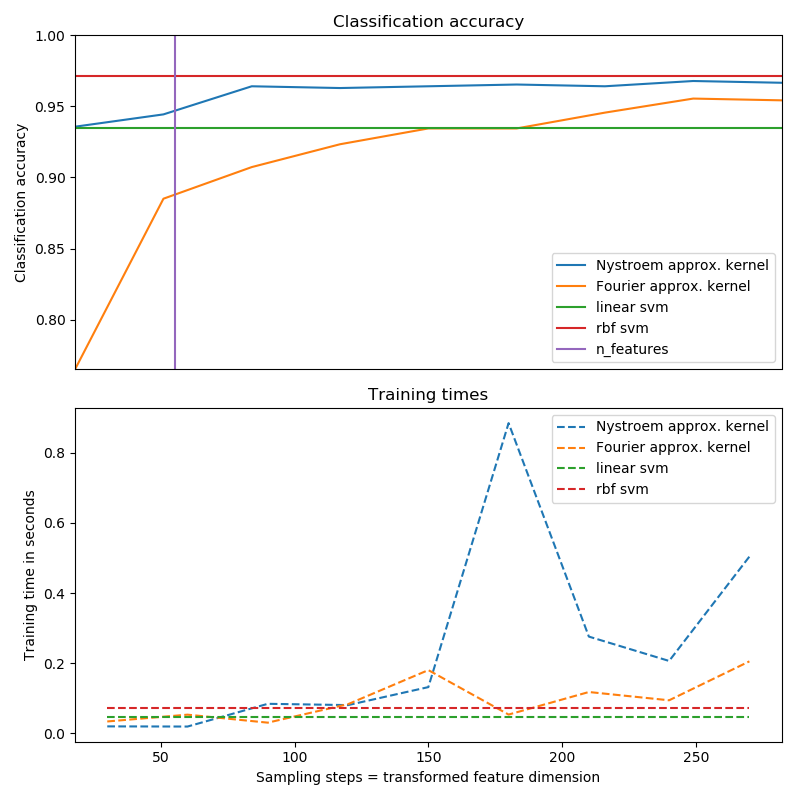 Classification accuracy
1.00
0.95
0.90
0.85
0.80
Classification accuracy
Nystroem approx. kernel
Fourier approx. kernel
linear svm
rbf svm
n_features
Training times
0.8
0.6
0.4
0.2
0.0
Training time in seconds
Nystroem approx. kernel
Fourier approx. kernel
linear svm
rbf svm
50
100
150
200
250
Sampling steps = transformed feature dimension